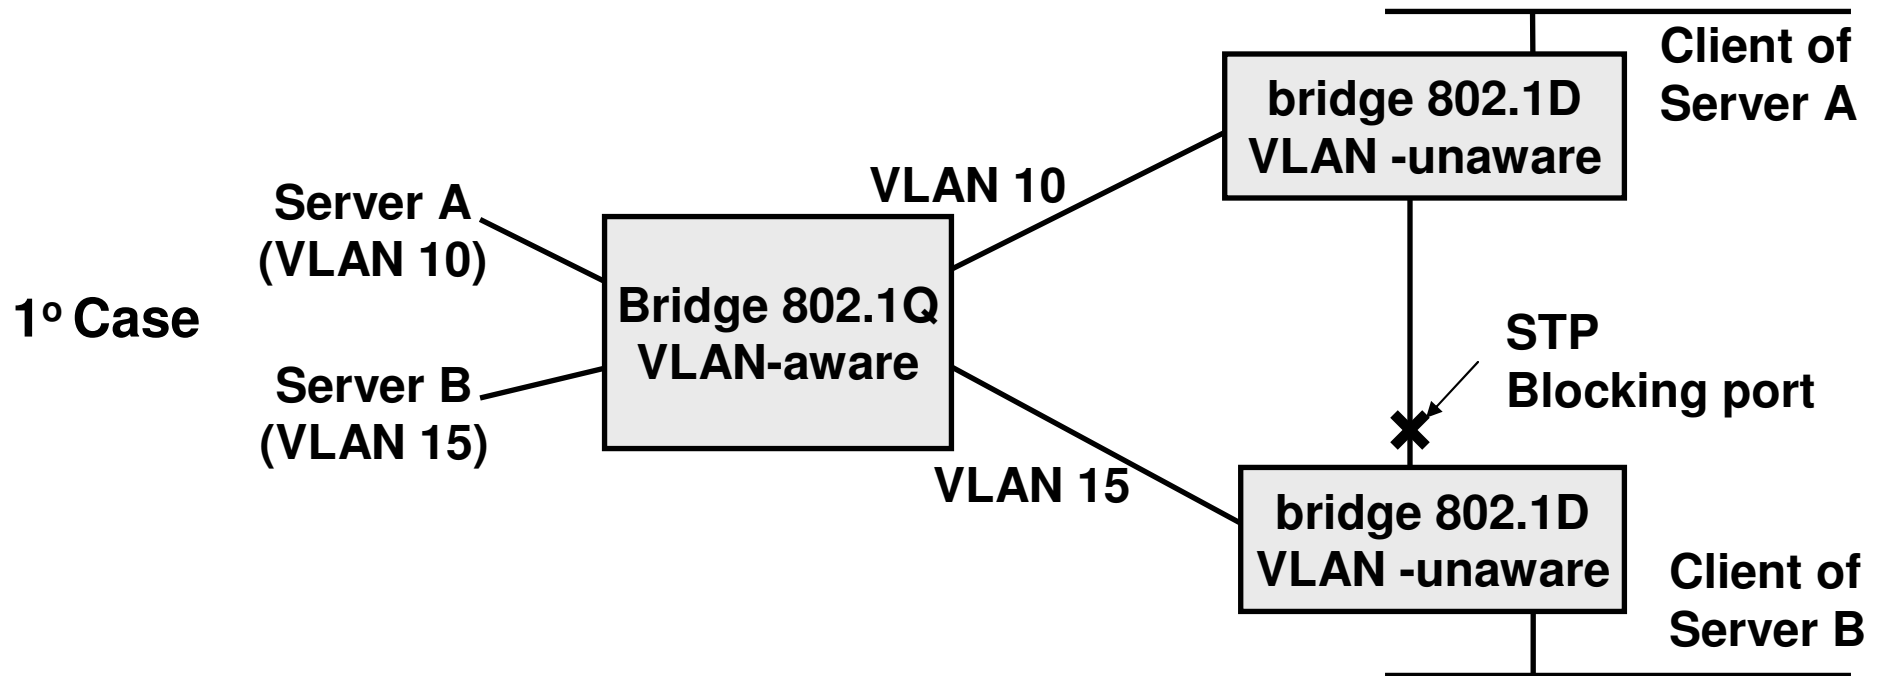 Client of
Server A
bridge 802.1D
VLAN -unaware
VLAN 10
Server A
(VLAN 10)
Bridge 802.1Q
VLAN-aware
1º Case
STP
Blocking port
Server B
(VLAN 15)
VLAN 15
bridge 802.1D
VLAN -unaware
Client of
Server B